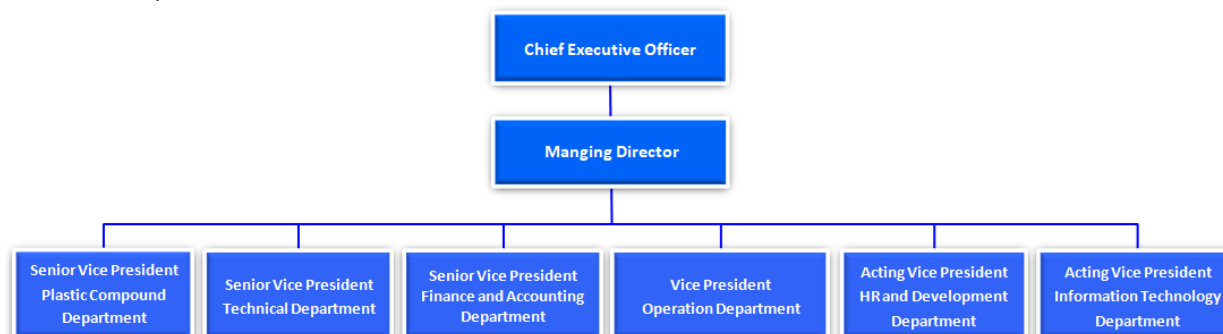 Chief Executive Officer
Manging Director
Senior Vice President
Plastic Compound
Department
Senior Vice President
Technical Department
Senior Vice President
Finance and Accounting
Department
Vice President
Operation Department
Acting Vice President
HR and Development
Department
Acting Vice President
Information Technology
Department